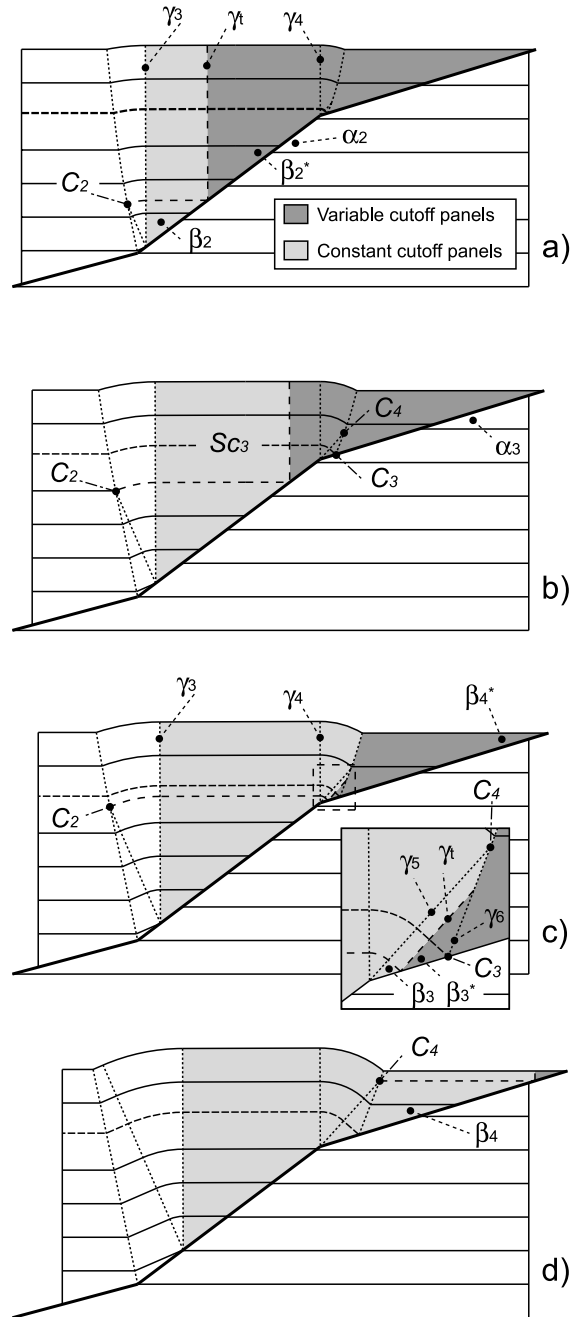 γ3 γt γ4
α2
β2*
C2
β2
Variable cutoff panels
Constant cutoff panels
a)
C4
Sc3
C2
α3
C3
b)
β4*
γ3 γ4
C2
C4
γ5 γt
γ6
c)
C3
β3 β3*
C4
β4
d)